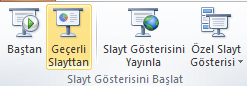 Baştan Geçerli Slayt Gösterisini Özel Slayt
Slayttan Yayınla Gösterisi
Slayt Gösterisini Başlat